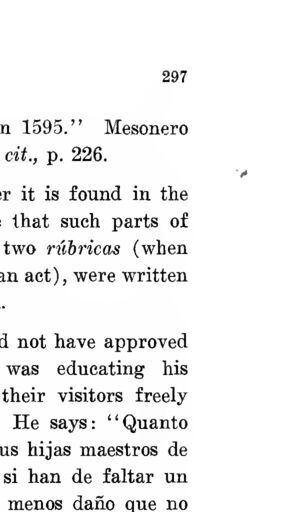 297
n 1595.” Mesonero
cit., p. 226.
r it is found in the
that such parts of
two rúbricas (when
an act), were written
.
d not have approved
was educating his
their visitors freely
He says: “Quanto
us hijas maestros de
si han de faltar un
menos daño que no